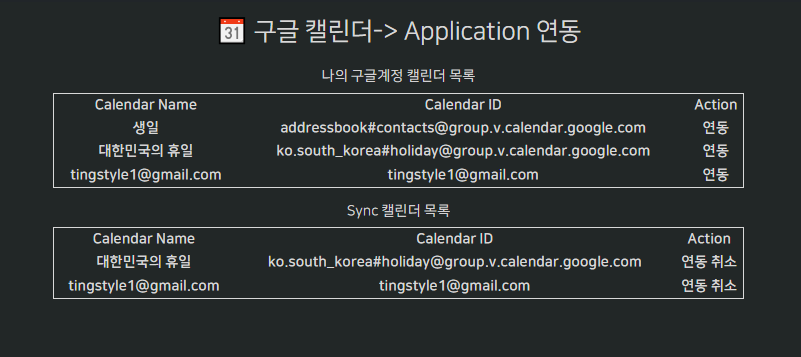 31 구글 캘린더-> Application 연동
나의 구글계정 캘린더 목록
Calendar Name Calendar ID Action
생일 addressbook#contacts@group.v.calendar.google.com 연동
대한민국의 휴일 ko.south_korea#holiday@group.v.calendar.google.com 연동
tingstyle1@gmail.com tingstyle1@gmail.com 연동
Sync 캘린더 목록
Calendar Name Calendar ID Action
대한민국의 휴일 ko.south_korea#holiday@group.v.calendar.google.com 연동 취소
tingstyle1@gmail.com tingstyle1@gmail.com 연동 취소